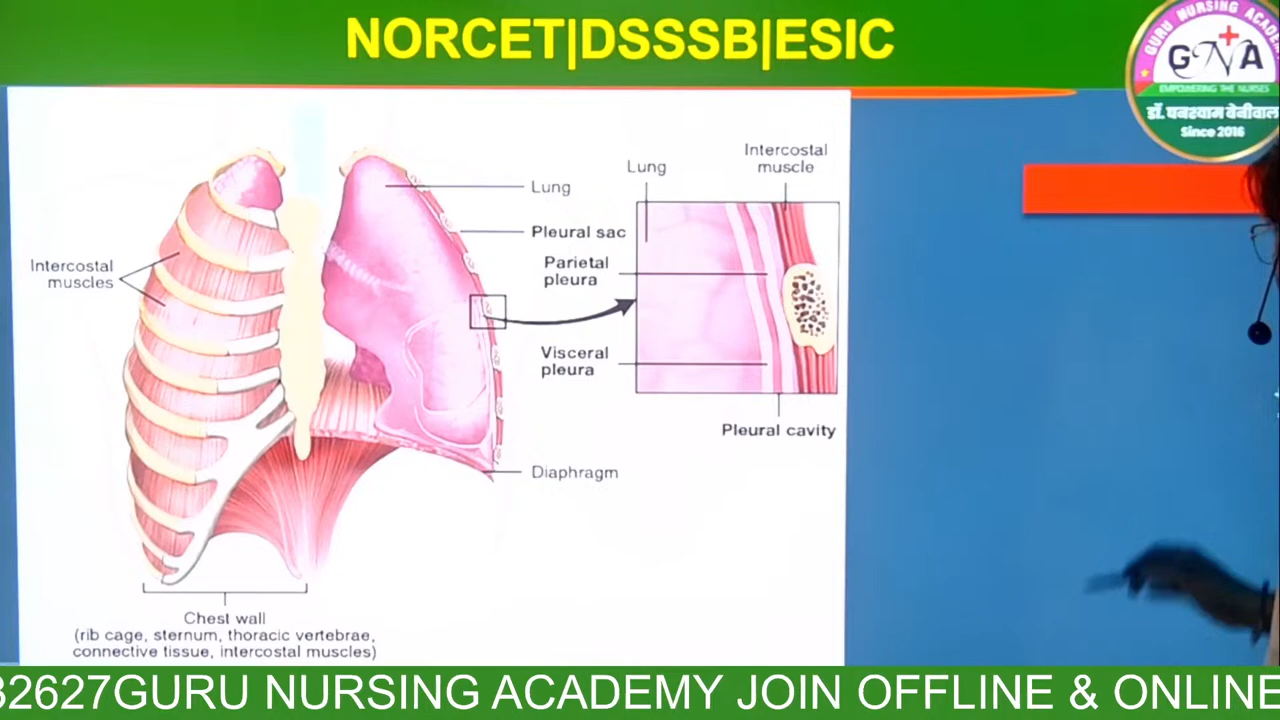 NORCET|DSSSB|ESIC
GURU NURSING ACADEMY
GNA
EMPOWERING THE NURSES
डॉ. घनश्याम बेनीवाल
Since 2016
Lung
Pleural sac
Intercostal
muscles
Diaphragm
Chest wall
(rib cage, sternum, thoracic vertebrae,
connective tissue, intercostal muscles)
Lung
Intercostal
muscle
Parietal
pleura
Visceral
pleura
Pleural cavity
32627GURU NURSING ACADEMY JOIN OFFLINE & ONLINE